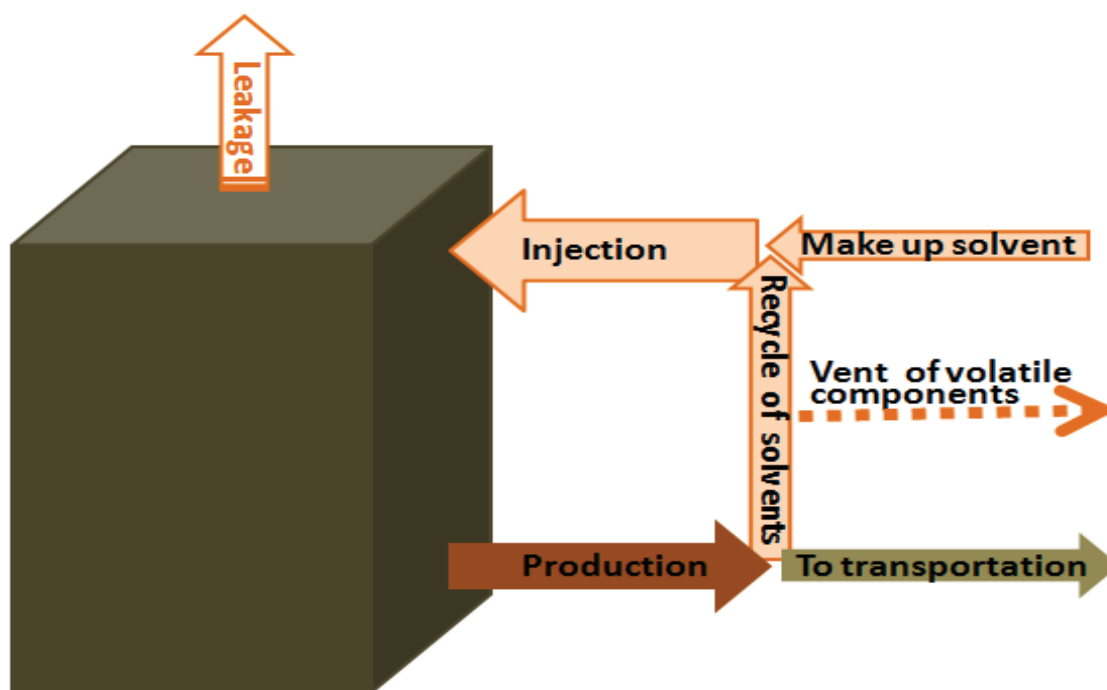 Leakage
Injection
Make up solvent
Recycle of solvents
Vent of volatile
components
Production
To transportation